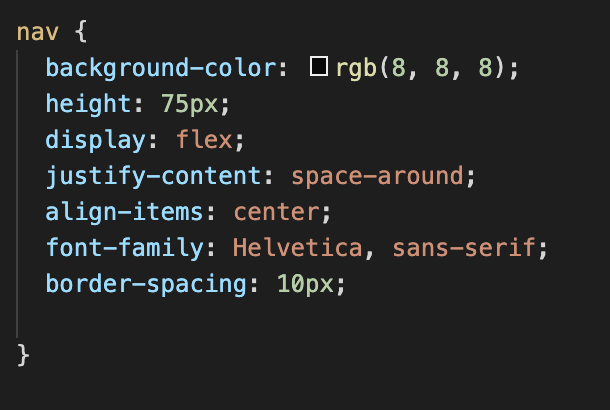 nav {
  background-color: rgb(8, 8, 8);
  height: 75px;
  display: flex;
  justify-content: space-around;
  align-items: center;
  font-family: Helvetica, sans-serif;
  border-spacing: 10px;
}